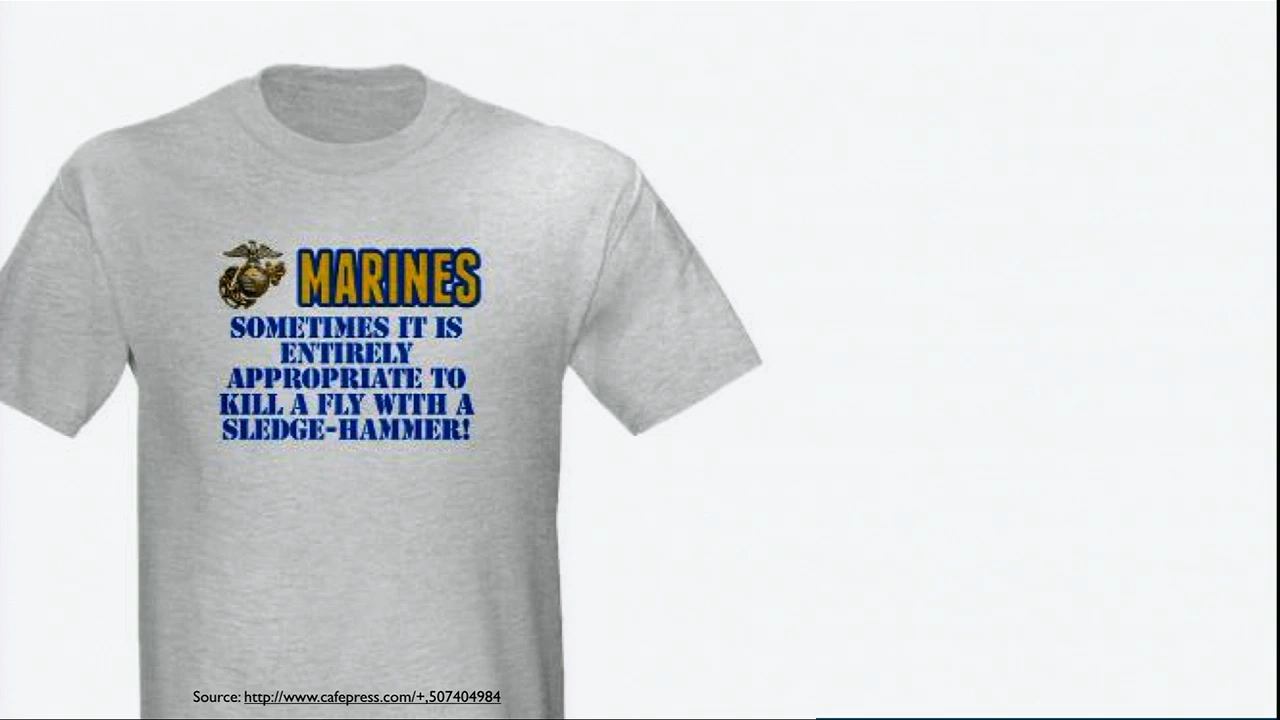 MARINES
SOMETIMES IT IS
ENTIRELY
APPROPRIATE TO
KILL A FLY WITH A
SLEDGE-HAMMER!
Source: http://www.cafepress.com/+,507404984